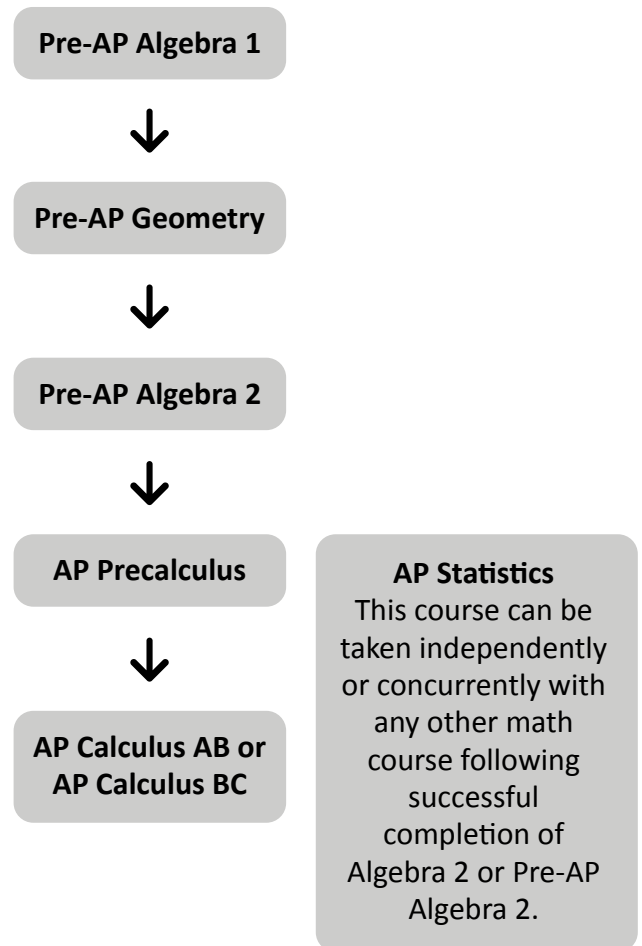 Pre-AP Algebra 1
Pre-AP Geometry
Pre-AP Algebra 2
AP Precalculus
AP Calculus AB or
AP Calculus BC
AP Statistics
This course can be
taken independently
or concurrently with
any other math
course following
successful
completion of
Algebra 2 or Pre-AP
Algebra 2.